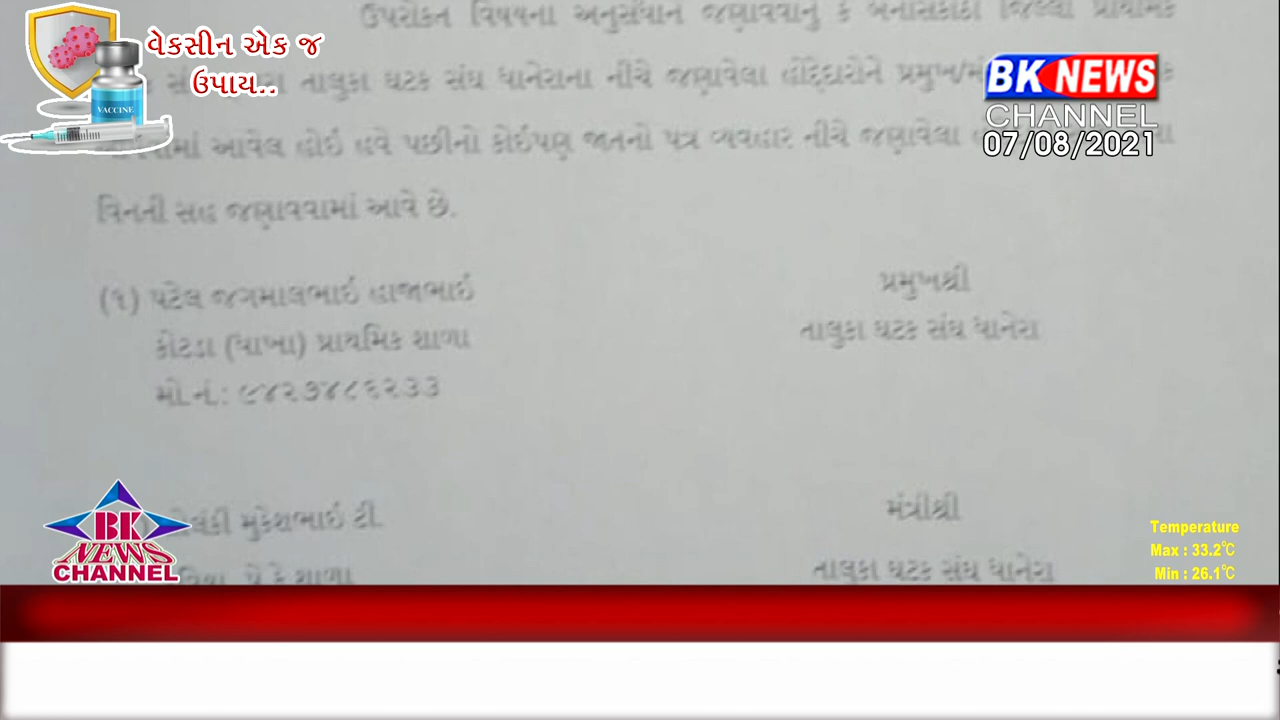 ઉપરોક્ત વિષયના અનુસંધાન જણાવવાનુ કે બનાસકાંઠા જિલ્લા પ્રાથમિક
વેકસીન એક જ
ઉપાય..
VACCINE
તાલુકા ઘટક સંઘ ધાનેરાના નીચે જણાવેલા હોદ્દેદારોને પ્રમુખ
BK NEWS
CHANNEL
07/08/2021
આવેલ હોઈ હવે પછીનો કોઈપણ જાતનો પત્ર વ્યવહાર નીચે જણાવેલા
વિનતી સહ જણાવવામાં આવે છે.
(૧) પટેલ જગમાલભાઈ હાજાભાઈ
પ્રમુખશ્રી
કોટડા (ધાખા) પ્રાથમિક શાળા
તાલુકા ઘટક સંઘ ધાનેરા
મો.નં.: ૯૪૨૭૪૮૬૨૩૩
મુકેશભાઈ ટી.
મંત્રીશ્રી
પે કે શાળા
તાલુકા ઘટક સંઘ ધાનેરા
BK
NEWS
CHANNEL
Temperature
Max : 33.2℃
Min : 26.1℃